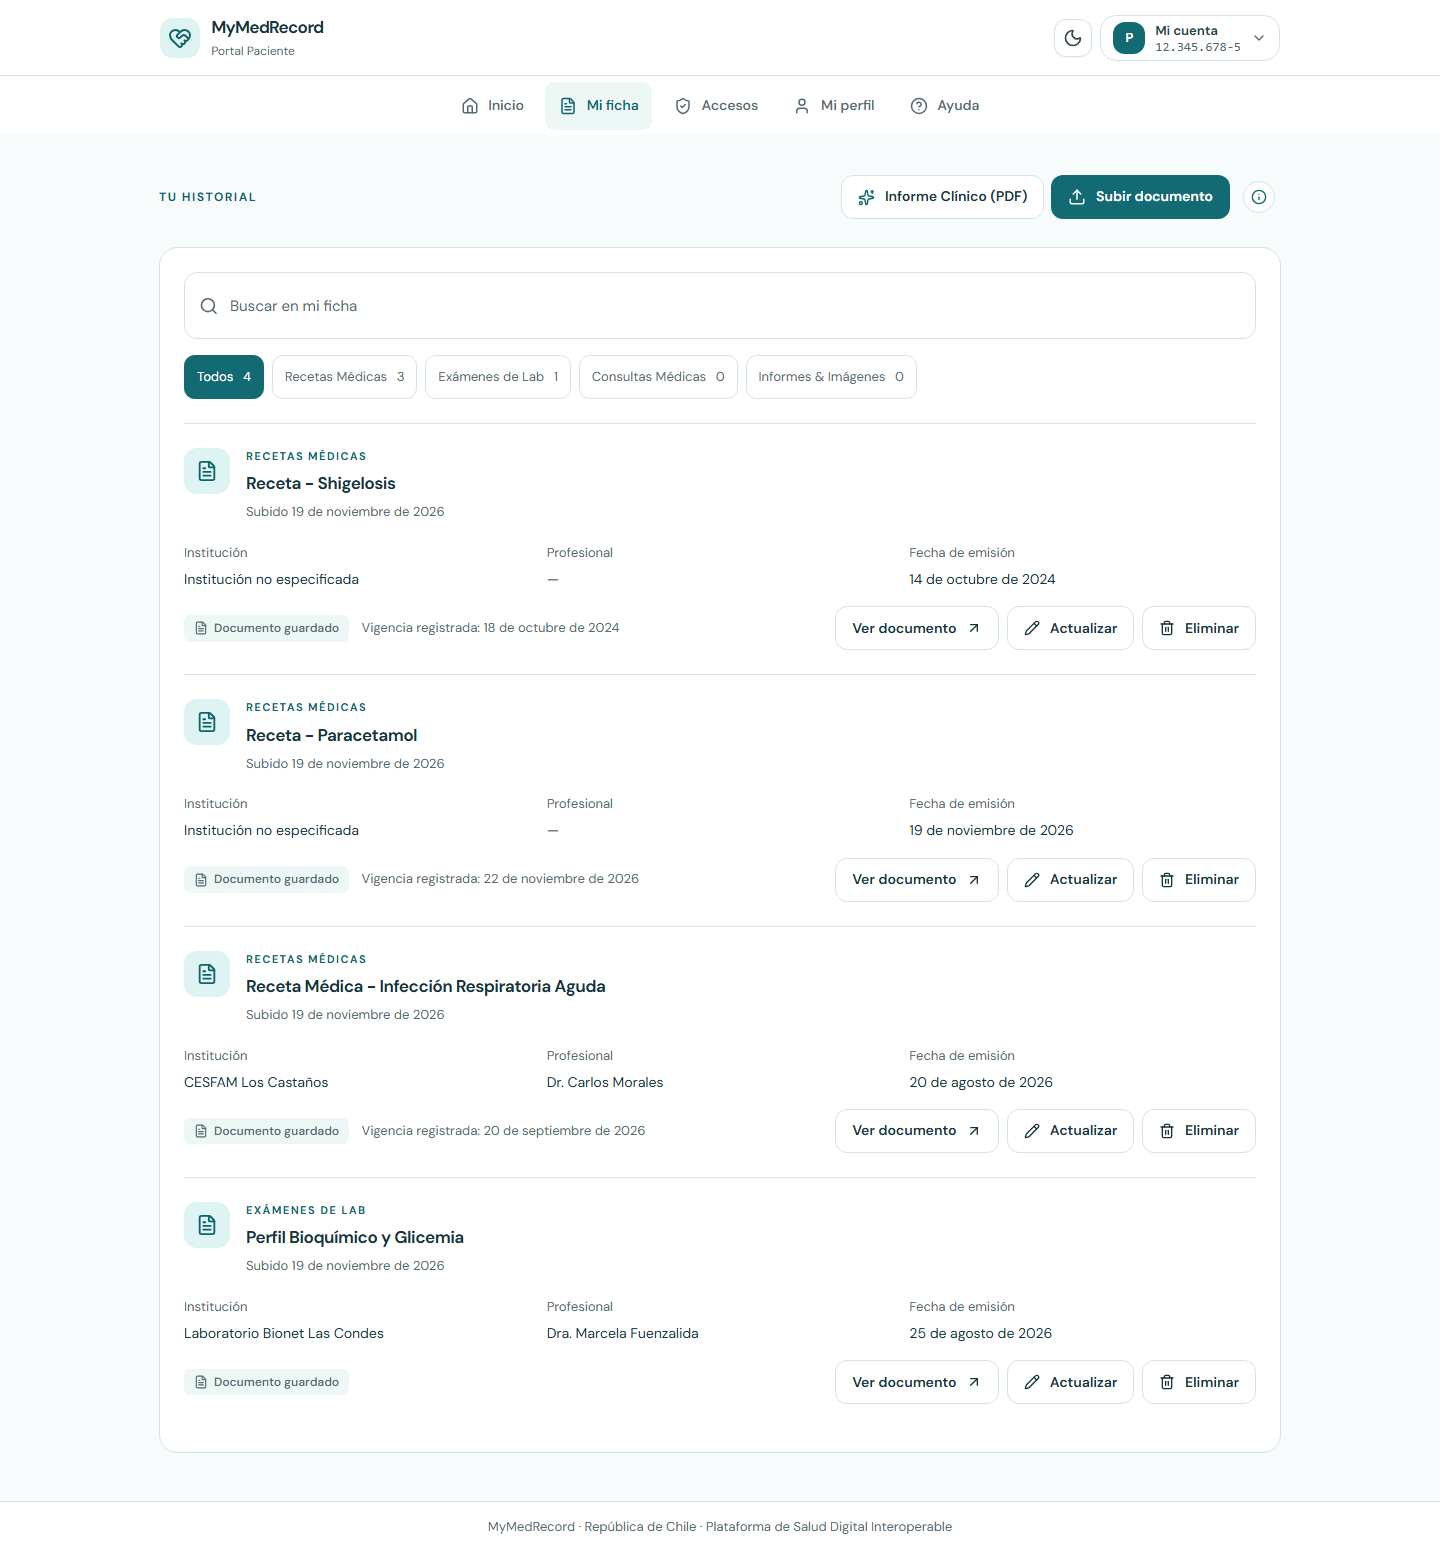 MyMedRecord
Portal Paciente
P
Mi cuenta
12.345.678-5
Inicio
Mi ficha
Accesos
Mi perfil
Ayuda
TU HISTORIAL
Informe Clínico (PDF)
Subir documento
Buscar en mi ficha
Todos 4
Recetas Médicas 3
Exámenes de Lab 1
Consultas Médicas 0
Informes & Imágenes 0
RECETAS MÉDICAS
Receta - Shigelosis
Subido 19 de noviembre de 2026
Institución
Profesional
Fecha de emisión
Institución no especificada
—
14 de octubre de 2024
Documento guardado
Vigencia registrada: 18 de octubre de 2024
Ver documento
Actualizar
Eliminar
RECETAS MÉDICAS
Receta - Paracetamol
Subido 19 de noviembre de 2026
Institución
Profesional
Fecha de emisión
Institución no especificada
—
19 de noviembre de 2026
Documento guardado
Vigencia registrada: 22 de noviembre de 2026
Ver documento
Actualizar
Eliminar
RECETAS MÉDICAS
Receta Médica - Infección Respiratoria Aguda
Subido 19 de noviembre de 2026
Institución
Profesional
Fecha de emisión
CESFAM Los Castaños
Dr. Carlos Morales
20 de agosto de 2026
Documento guardado
Vigencia registrada: 20 de septiembre de 2026
Ver documento
Actualizar
Eliminar
EXÁMENES DE LAB
Perfil Bioquímico y Glicemia
Subido 19 de noviembre de 2026
Institución
Profesional
Fecha de emisión
Laboratorio Bionet Las Condes
Dra. Marcela Fuenzalida
25 de agosto de 2026
Documento guardado
Ver documento
Actualizar
Eliminar
MyMedRecord · República de Chile · Plataforma de Salud Digital Interoperable